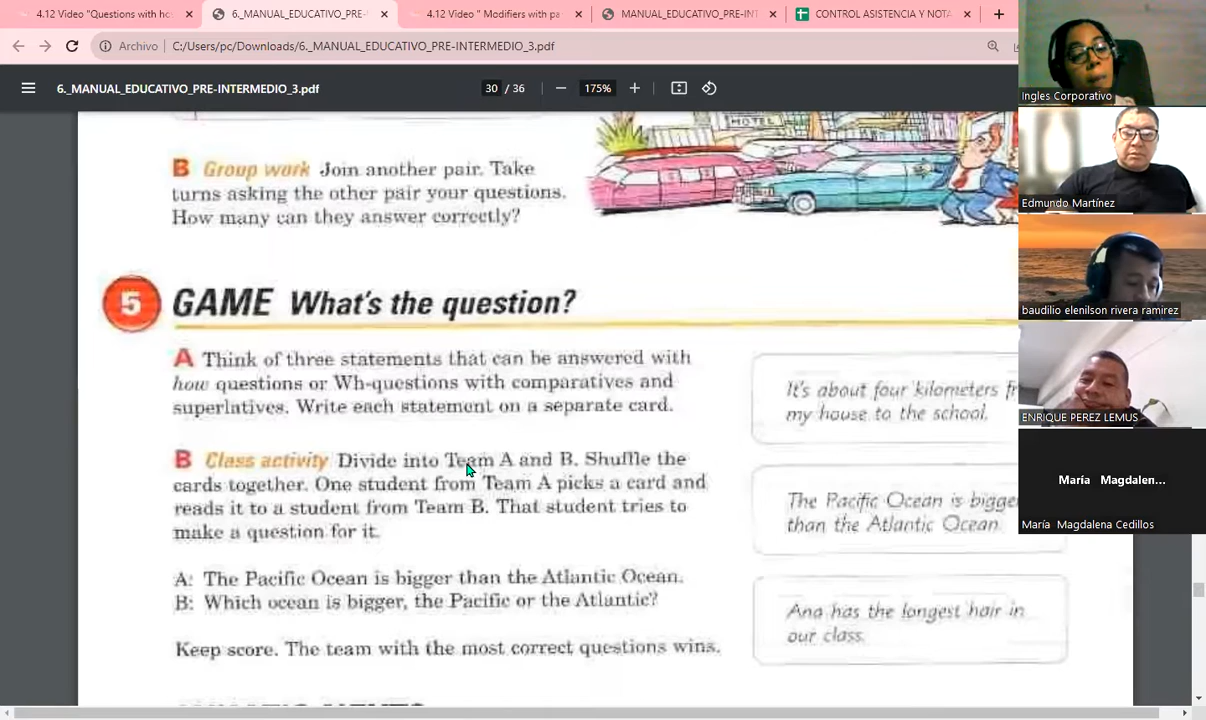 4.12 Video "Questions with ho
6._MANUAL_EDUCATIVO_PRE-
4.12 Video " Modifiers with pa
MANUAL_EDUCATIVO_PRE-INT
CONTROL ASISTENCIA Y NOTA
Archivo
C:/Users/pc/Downloads/6._MANUAL_EDUCATIVO_PRE-INTERMEDIO_3.pdf
6._MANUAL_EDUCATIVO_PRE-INTERMEDIO_3.pdf
30 / 36
175%
HOTEL
B Group work Join another pair. Take
turns asking the other pair your questions.
How many can they answer correctly?
5 GAME What's the question?
A Think of three statements that can be answered with
how questions or Wh-questions with comparatives and
superlatives. Write each statement on a separate card.
B Class activity Divide into Team A and B. Shuffle the
cards together. One student from Team A picks a card and
reads it to a student from Team B. That student tries to
make a question for it.
A: The Pacific Ocean is bigger than the Atlantic Ocean.
B: Which ocean is bigger, the Pacific or the Atlantic?
Keep score. The team with the most correct questions wins.
It's about four kilometers fr
my house to the school.
The Pacific Ocean is bigge
than the Atlantic Ocean.
Ana has the longest hair in
our class.
Ingles Corporativo
Edmundo Martínez
baudilio elenilson rivera ramirez
ENRIQUE PEREZ LEMUS
María Magdalen...
María Magdalena Cedillos